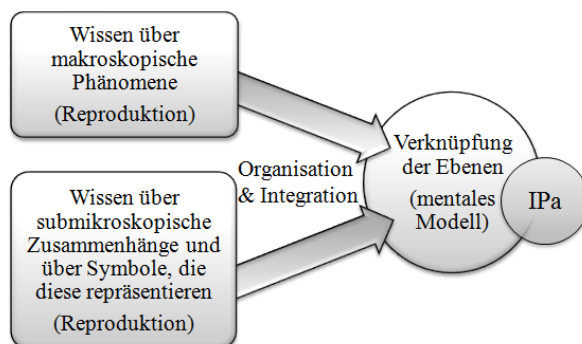 Wissen über
makroskopische
Phänomene
(Reproduktion)
Wissen über
submikroskopische
Zusammenhänge und
über Symbole, die
diese repräsentieren
(Reproduktion)
Organisation
& Integration
Verknüpfung
der Ebenen
(mentales
Modell)
IPa